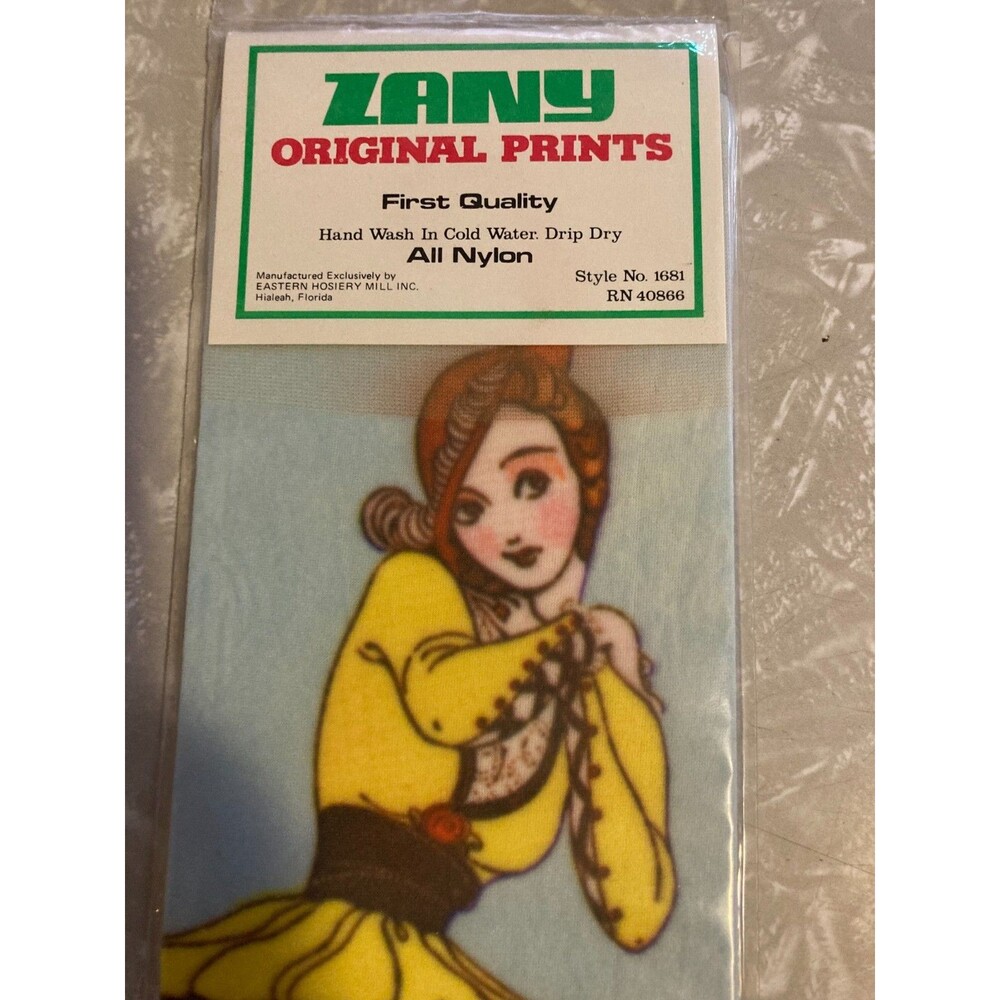 ZANY
ORIGINAL PRINTS
First Quality
Hand Wash In Cold Water. Drip Dry
All Nylon
Manufactured Exclusively by
EASTERN HOSIERY MILL INC.
Hialeah, Florida
Style No. 1681
RN 40866